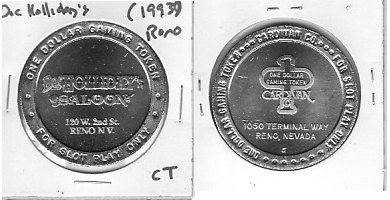 Doc Holliday's
(1993)
Reno
ONE DOLLAR GAMING TOKEN
DOC HOLLIDAY'S
SALOON
120 W. 2nd St.
RENO NV.
FOR SLOT PLAY ONLY
CT
CARDIVAN CO.
ONE DOLLAR GAMING TOKEN
FOR SLOT PLAY ONLY
ONE DOLLAR
GAMING TOKEN
CARDIVAN
1650 TERMINAL WAY
RENO, NEVADA